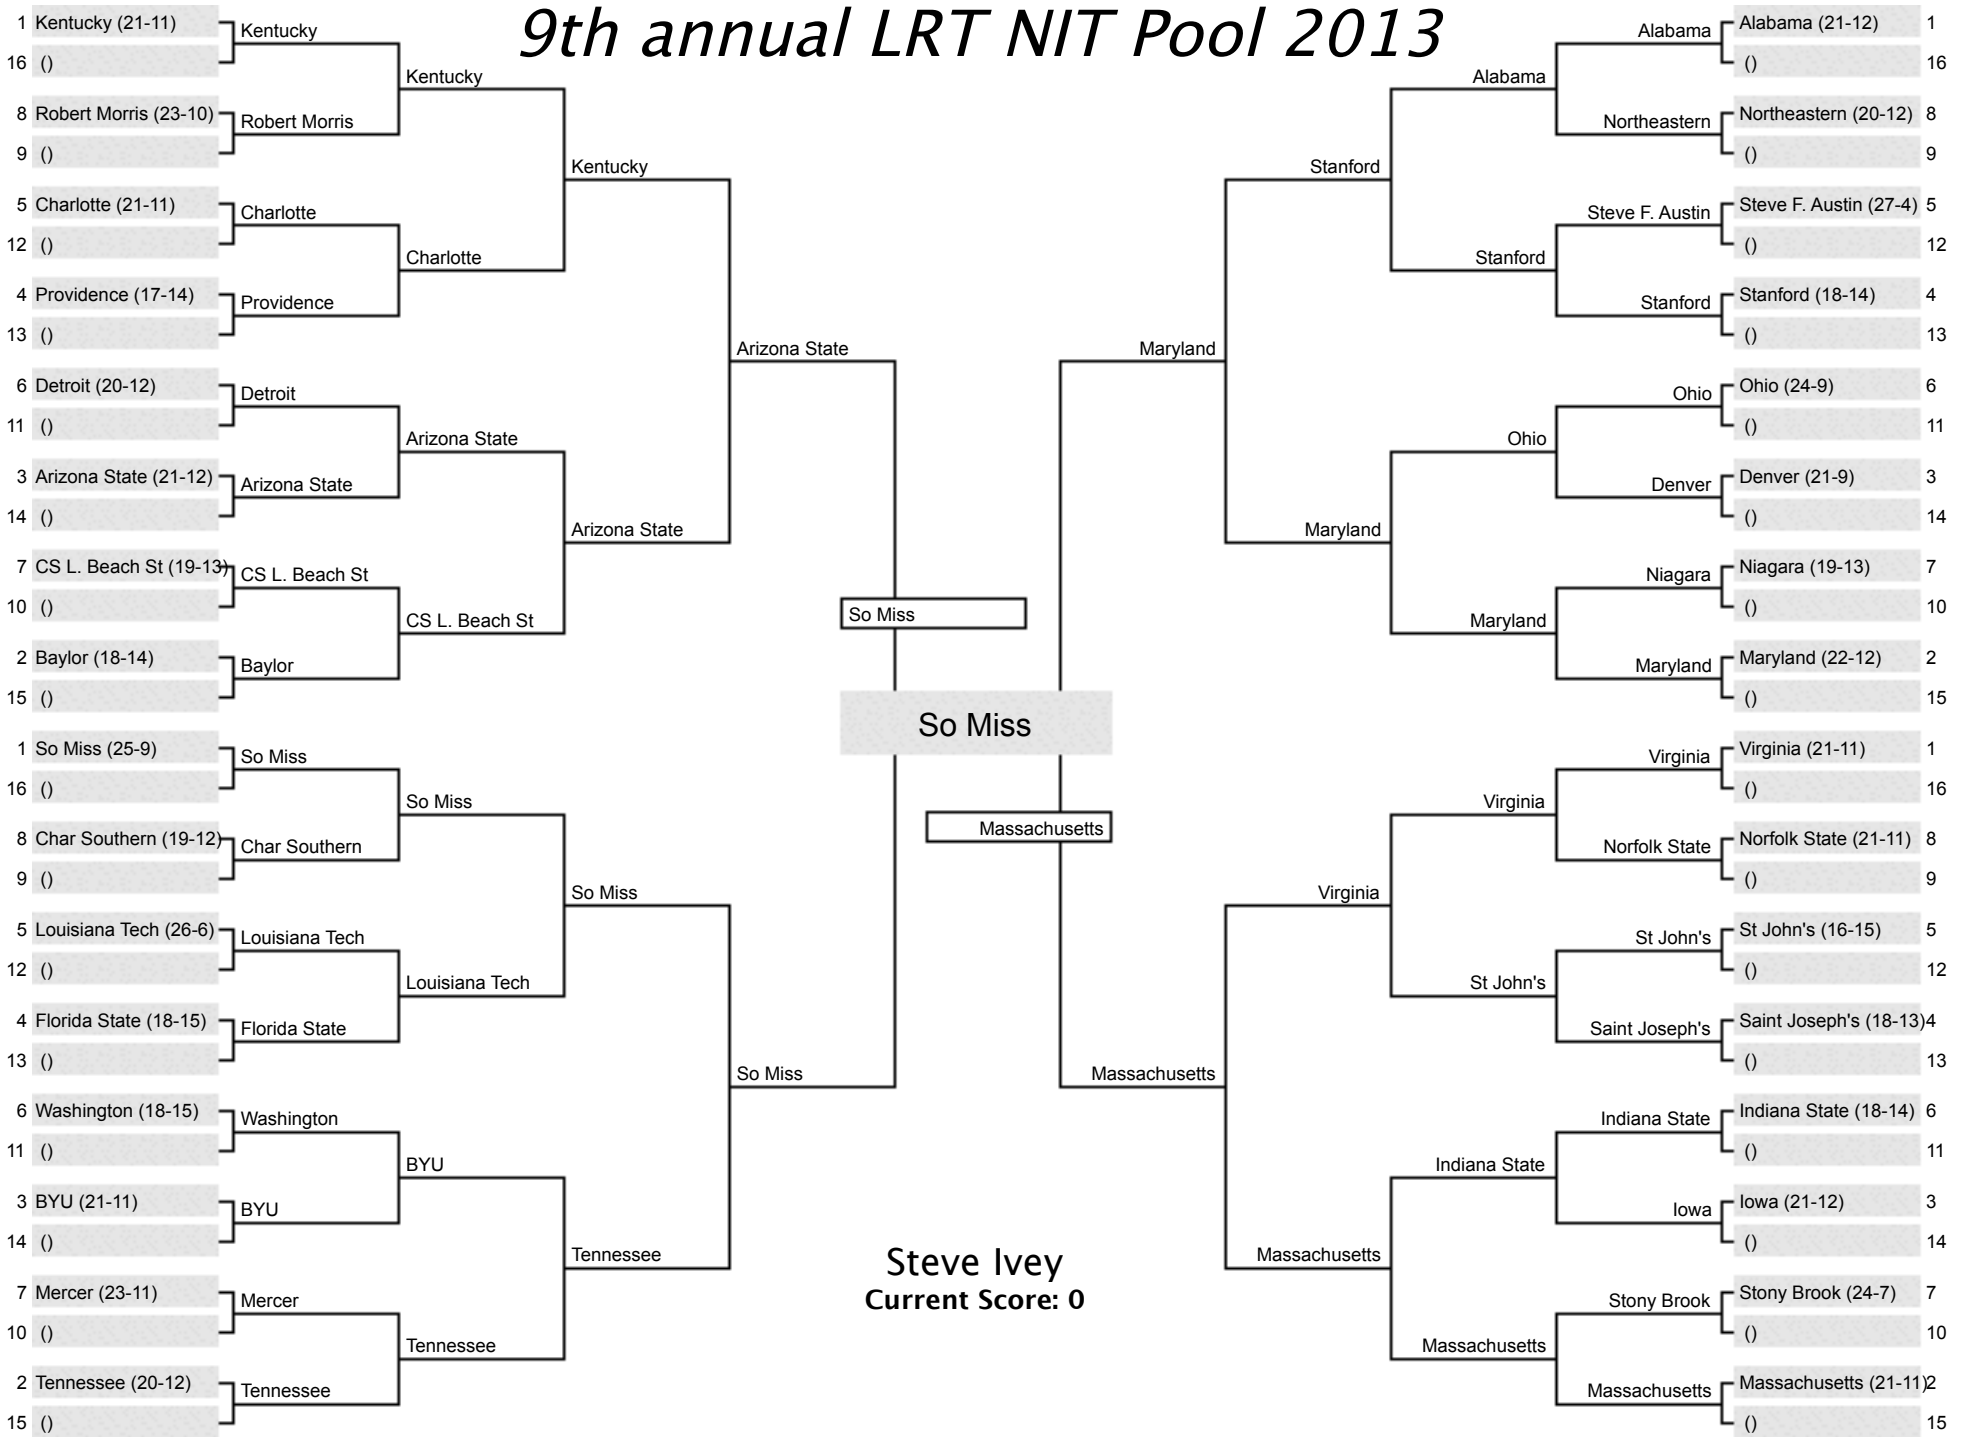 9th annual LRT NIT Pool 2013
1 Kentucky (21-11)
16 ()
8 Robert Morris (23-10)
9 ()
5 Charlotte (21-11)
12 ()
4 Providence (17-14)
13 ()
6 Detroit (20-12)
11 ()
3 Arizona State (21-12)
14 ()
7 CS L. Beach St (19-13)
10 ()
2 Baylor (18-14)
15 ()
1 So Miss (25-9)
16 ()
8 Char Southern (19-12)
9 ()
5 Louisiana Tech (26-6)
12 ()
4 Florida State (18-15)
13 ()
6 Washington (18-15)
11 ()
3 BYU (21-11)
14 ()
7 Mercer (23-11)
10 ()
2 Tennessee (20-12)
15 ()
Kentucky
Robert Morris
Charlotte
Providence
Detroit
Arizona State
CS L. Beach St
Baylor
So Miss
Char Southern
Louisiana Tech
Florida State
Washington
BYU
Mercer
Tennessee
Kentucky
Charlotte
Arizona State
CS L. Beach St
So Miss
Louisiana Tech
BYU
Tennessee
Kentucky
Arizona State
So Miss
Tennessee
Arizona State
So Miss
So Miss
So Miss
Massachusetts
Steve Ivey
Current Score: 0
Maryland
Massachusetts
Stanford
Maryland
Virginia
Massachusetts
Alabama
Stanford
Ohio
Maryland
Virginia
St John's
Indiana State
Massachusetts
Alabama
Northeastern
Steve F. Austin
Stanford
Ohio
Denver
Niagara
Maryland
Virginia
Norfolk State
St John's
Saint Joseph's
Indiana State
Iowa
Stony Brook
Massachusetts
Alabama (21-12) 1
() 16
Northeastern (20-12) 8
() 9
Steve F. Austin (27-4) 5
() 12
Stanford (18-14) 4
() 13
Ohio (24-9) 6
() 11
Denver (21-9) 3
() 14
Niagara (19-13) 7
() 10
Maryland (22-12) 2
() 15
Virginia (21-11) 1
() 16
Norfolk State (21-11) 8
() 9
St John's (16-15) 5
() 12
Saint Joseph's (18-13) 4
() 13
Indiana State (18-14) 6
() 11
Iowa (21-12) 3
() 14
Stony Brook (24-7) 7
() 10
Massachusetts (21-11) 2
() 15